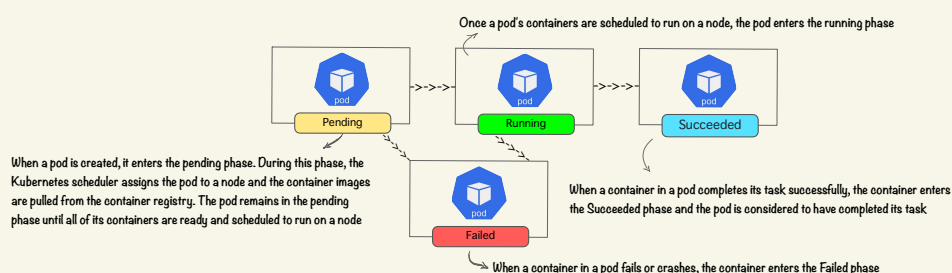 Once a pod's containers are scheduled to run on a node, the pod enters the running phase
pod
Pending
pod
Running
pod
Succeeded
When a pod is created, it enters the pending phase. During this phase, the
Kubernetes scheduler assigns the pod to a node and the container images
are pulled from the container registry. The pod remains in the pending
phase until all of its containers are ready and scheduled to run on a node
pod
Failed
When a container in a pod completes its task successfully, the container enters
the Succeeded phase and the pod is considered to have completed its task
When a container in a pod fails or crashes, the container enters the Failed phase